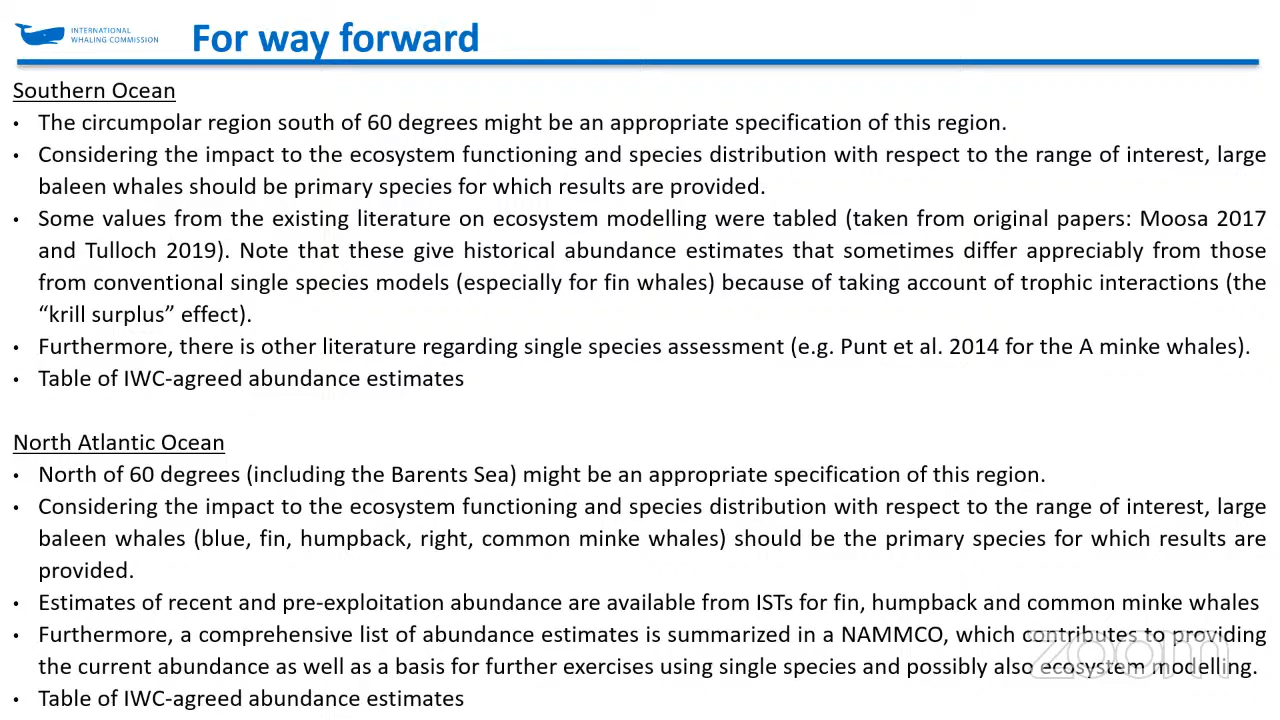 INTERNATIONAL
WHALING COMMISSION
For way forward
Southern Ocean
• The circumpolar region south of 60 degrees might be an appropriate specification of this region.
• Considering the impact to the ecosystem functioning and species distribution with respect to the range of interest, large
baleen whales should be primary species for which results are provided.
• Some values from the existing literature on ecosystem modelling were tabled (taken from original papers: Moosa 2017
and Tulloch 2019). Note that these give historical abundance estimates that sometimes differ appreciably from those
from conventional single species models (especially for fin whales) because of taking account of trophic interactions (the
“krill surplus” effect).
• Furthermore, there is other literature regarding single species assessment (e.g. Punt et al. 2014 for the A minke whales).
• Table of IWC-agreed abundance estimates
North Atlantic Ocean
• North of 60 degrees (including the Barents Sea) might be an appropriate specification of this region.
• Considering the impact to the ecosystem functioning and species distribution with respect to the range of interest, large
baleen whales (blue, fin, humpback, right, common minke whales) should be the primary species for which results are
provided.
• Estimates of recent and pre-exploitation abundance are available from ISTs for fin, humpback and common minke whales
• Furthermore, a comprehensive list of abundance estimates is summarized in a NAMMCO, which contributes to providing
the current abundance as well as a basis for further exercises using single species and possibly also ecosystem modelling.
• Table of IWC-agreed abundance estimates
zoom